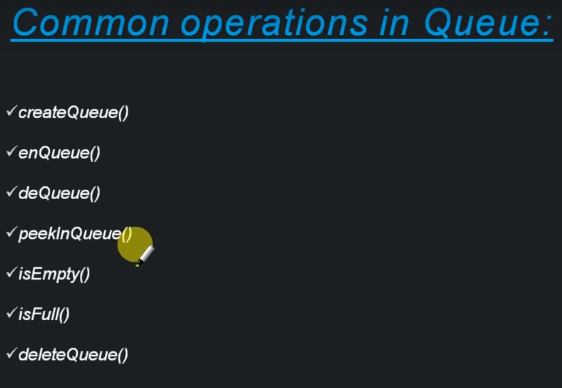 Common operations in Queue:
✓createQueue()
✓enQueue()
✓deQueue()
✓peekInQueue()
✓isEmpty()
✓isFull()
✓deleteQueue()